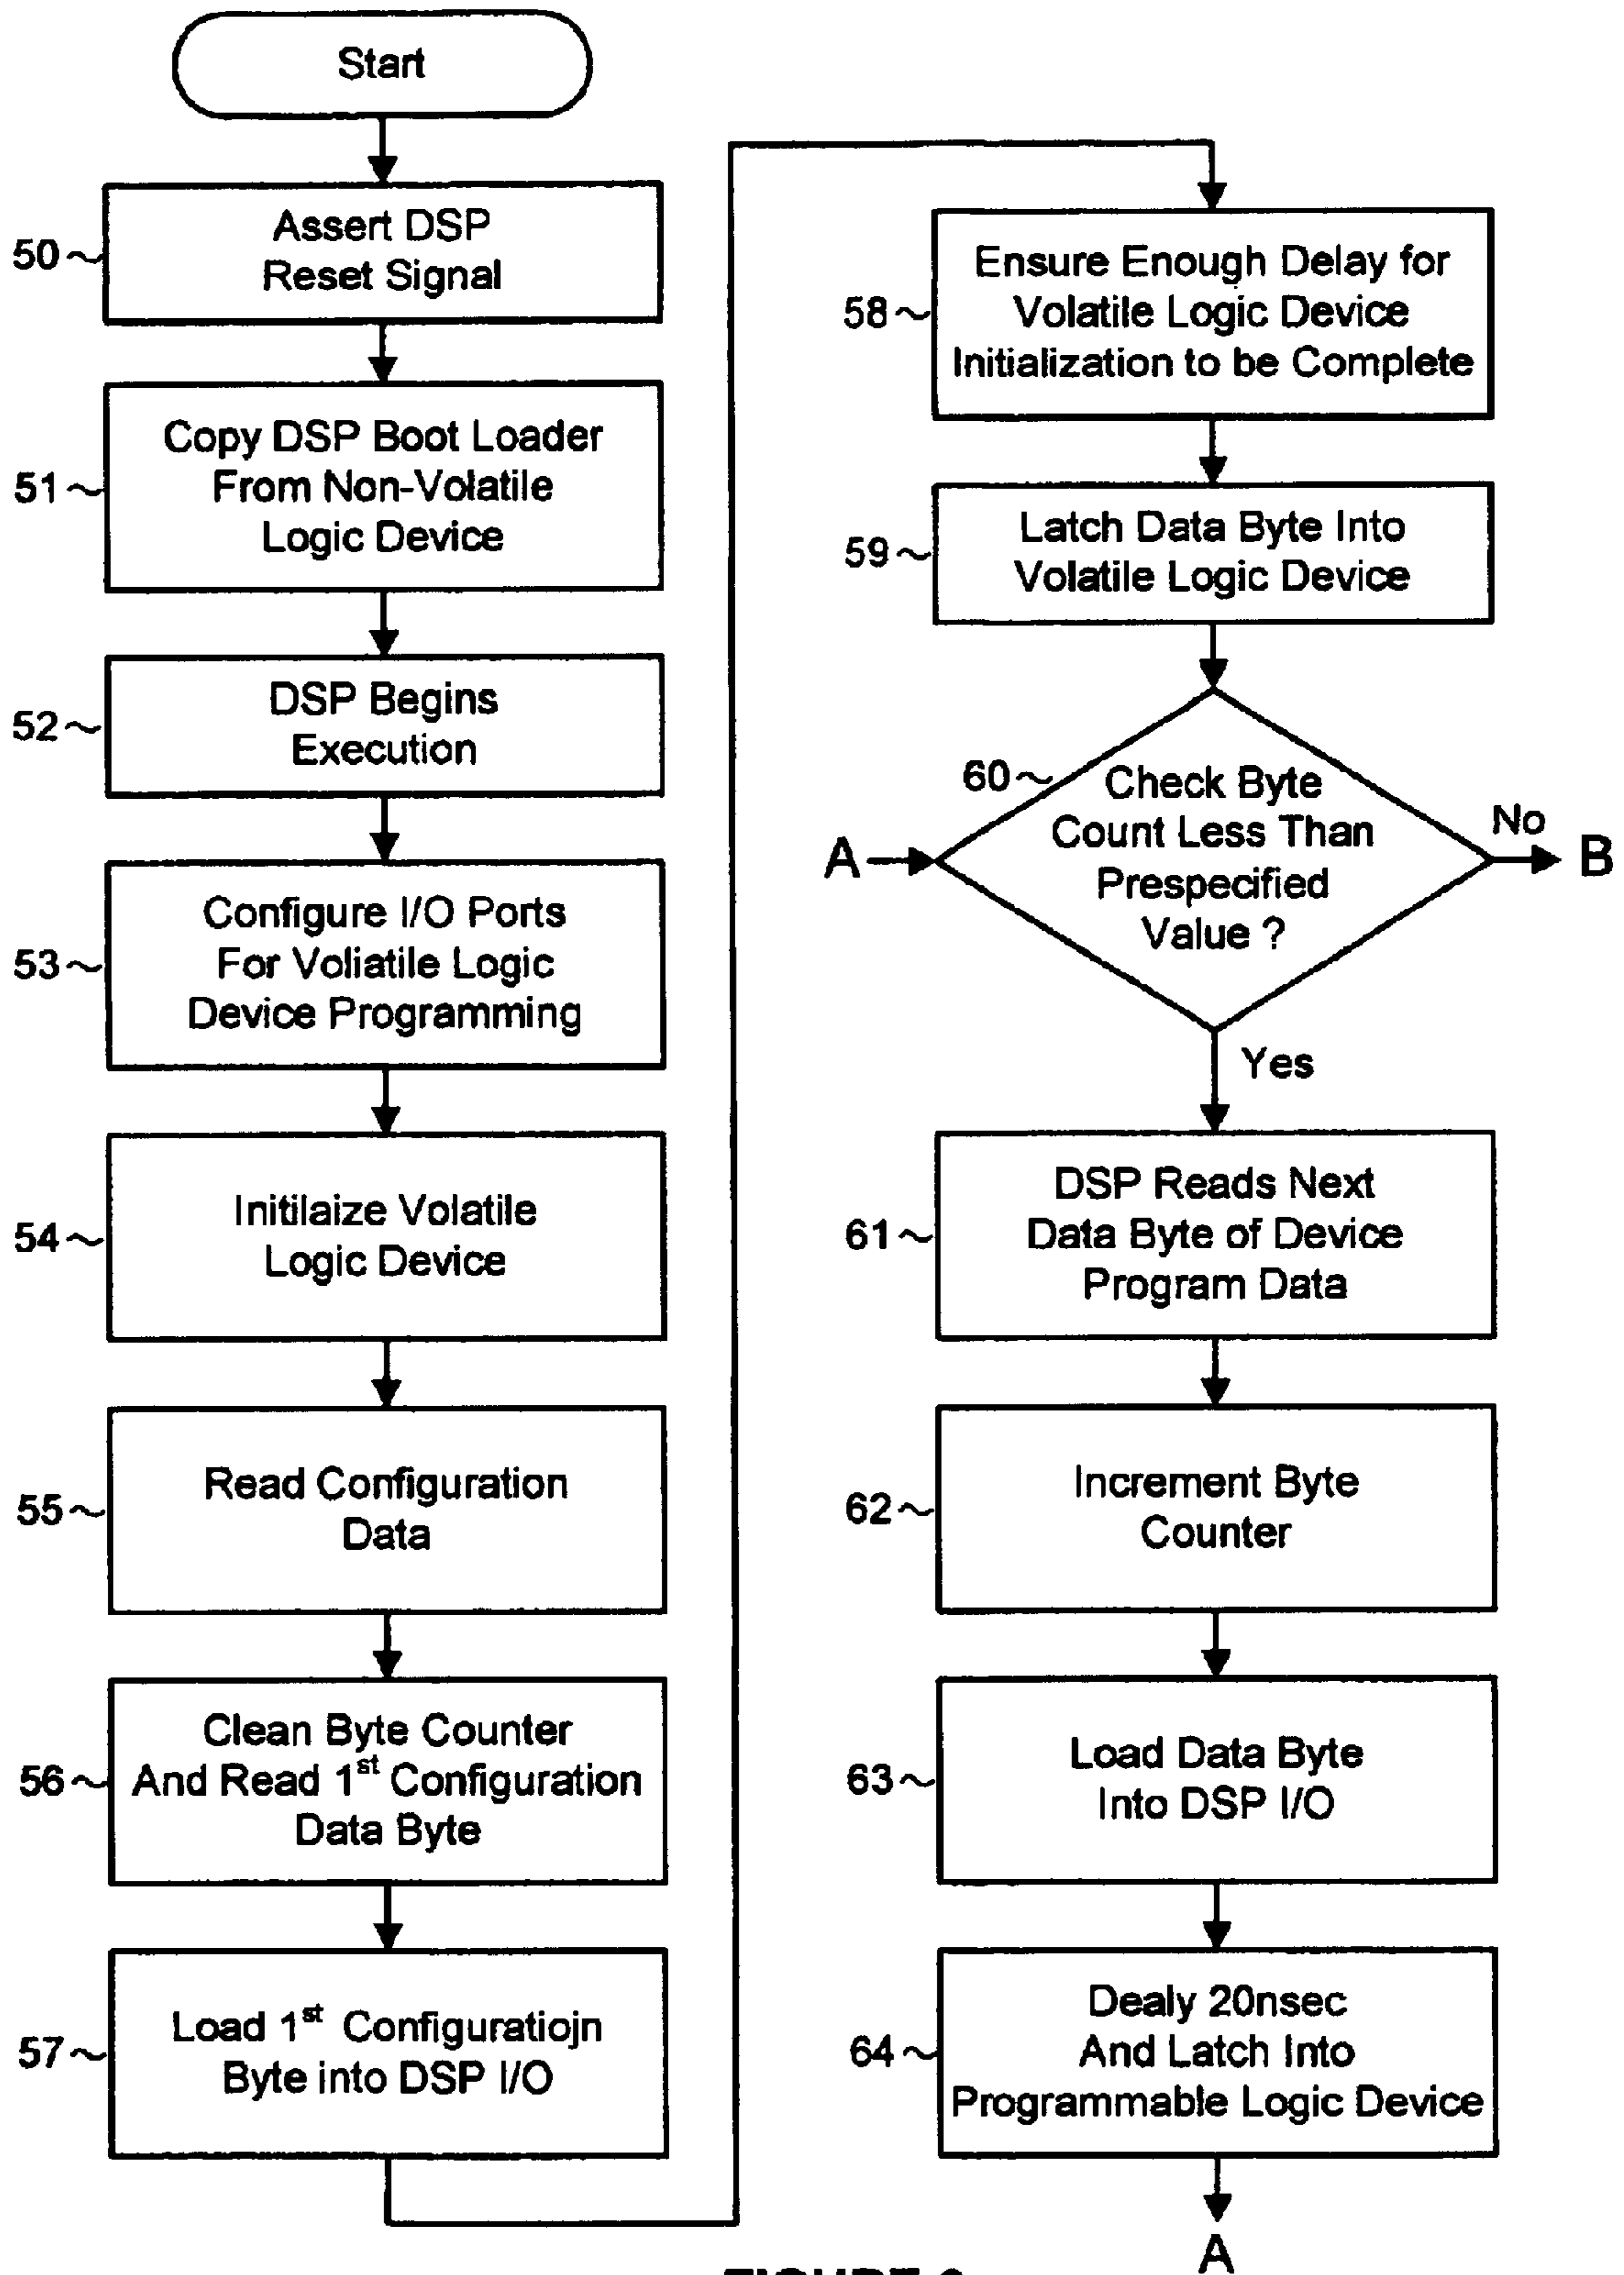 Start
50
Assert DSP
Reset Signal
51
Copy DSP Boot Loader
From Non-Volatile
Logic Device
52
DSP Begins
Execution
53
Configure I/O Ports
For Voliatile Logic
Device Programming
54
Initilaize Volatile
Logic Device
55
Read Configuration
Data
56
Clean Byte Counter
And Read 1st Configuration
Data Byte
57
Load 1st Configuratiojn
Byte into DSP I/O
58
Ensure Enough Delay for
Volatile Logic Device
Initialization to be Complete
59
Latch Data Byte Into
Volatile Logic Device
60
Check Byte
Count Less Than
Prespecified
Value ?
A
No
B
Yes
61
DSP Reads Next
Data Byte of Device
Program Data
62
Increment Byte
Counter
63
Load Data Byte
Into DSP I/O
64
Dealy 20nsec
And Latch Into
Programmable Logic Device
A
FIGURE